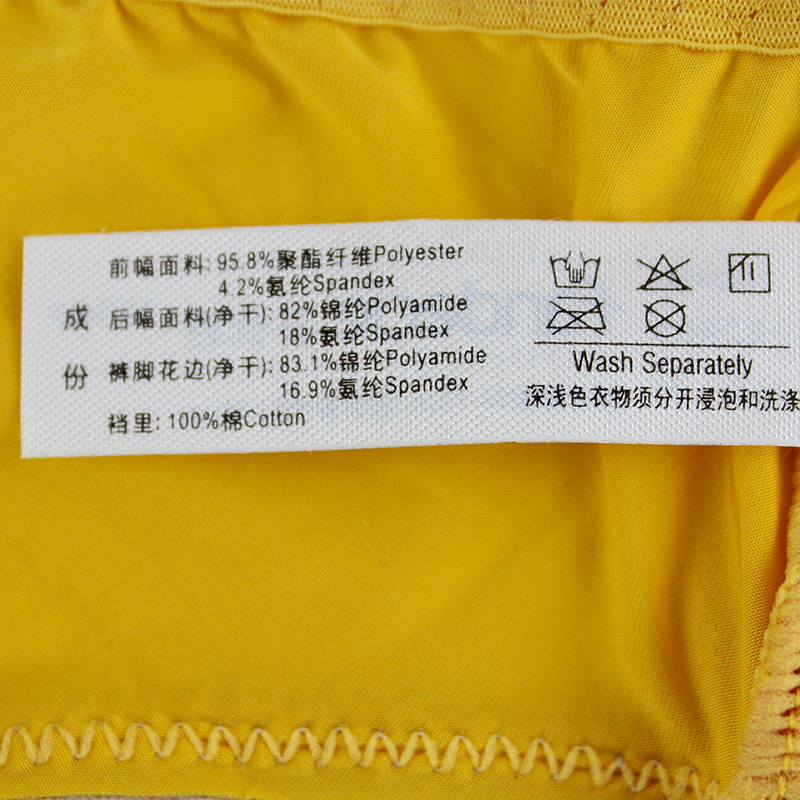 前幅面料: 95.8%聚酯纤维Polyester
4.2%氨纶Spandex
成 后幅面料(净干): 82%锦纶Polyamide
18%氨纶Spandex
份 裤脚花边(净干): 83.1%锦纶Polyamide
16.9%氨纶Spandex
裆里: 100%棉Cotton
Wash Separately
深浅色衣物须分开浸泡和洗涤